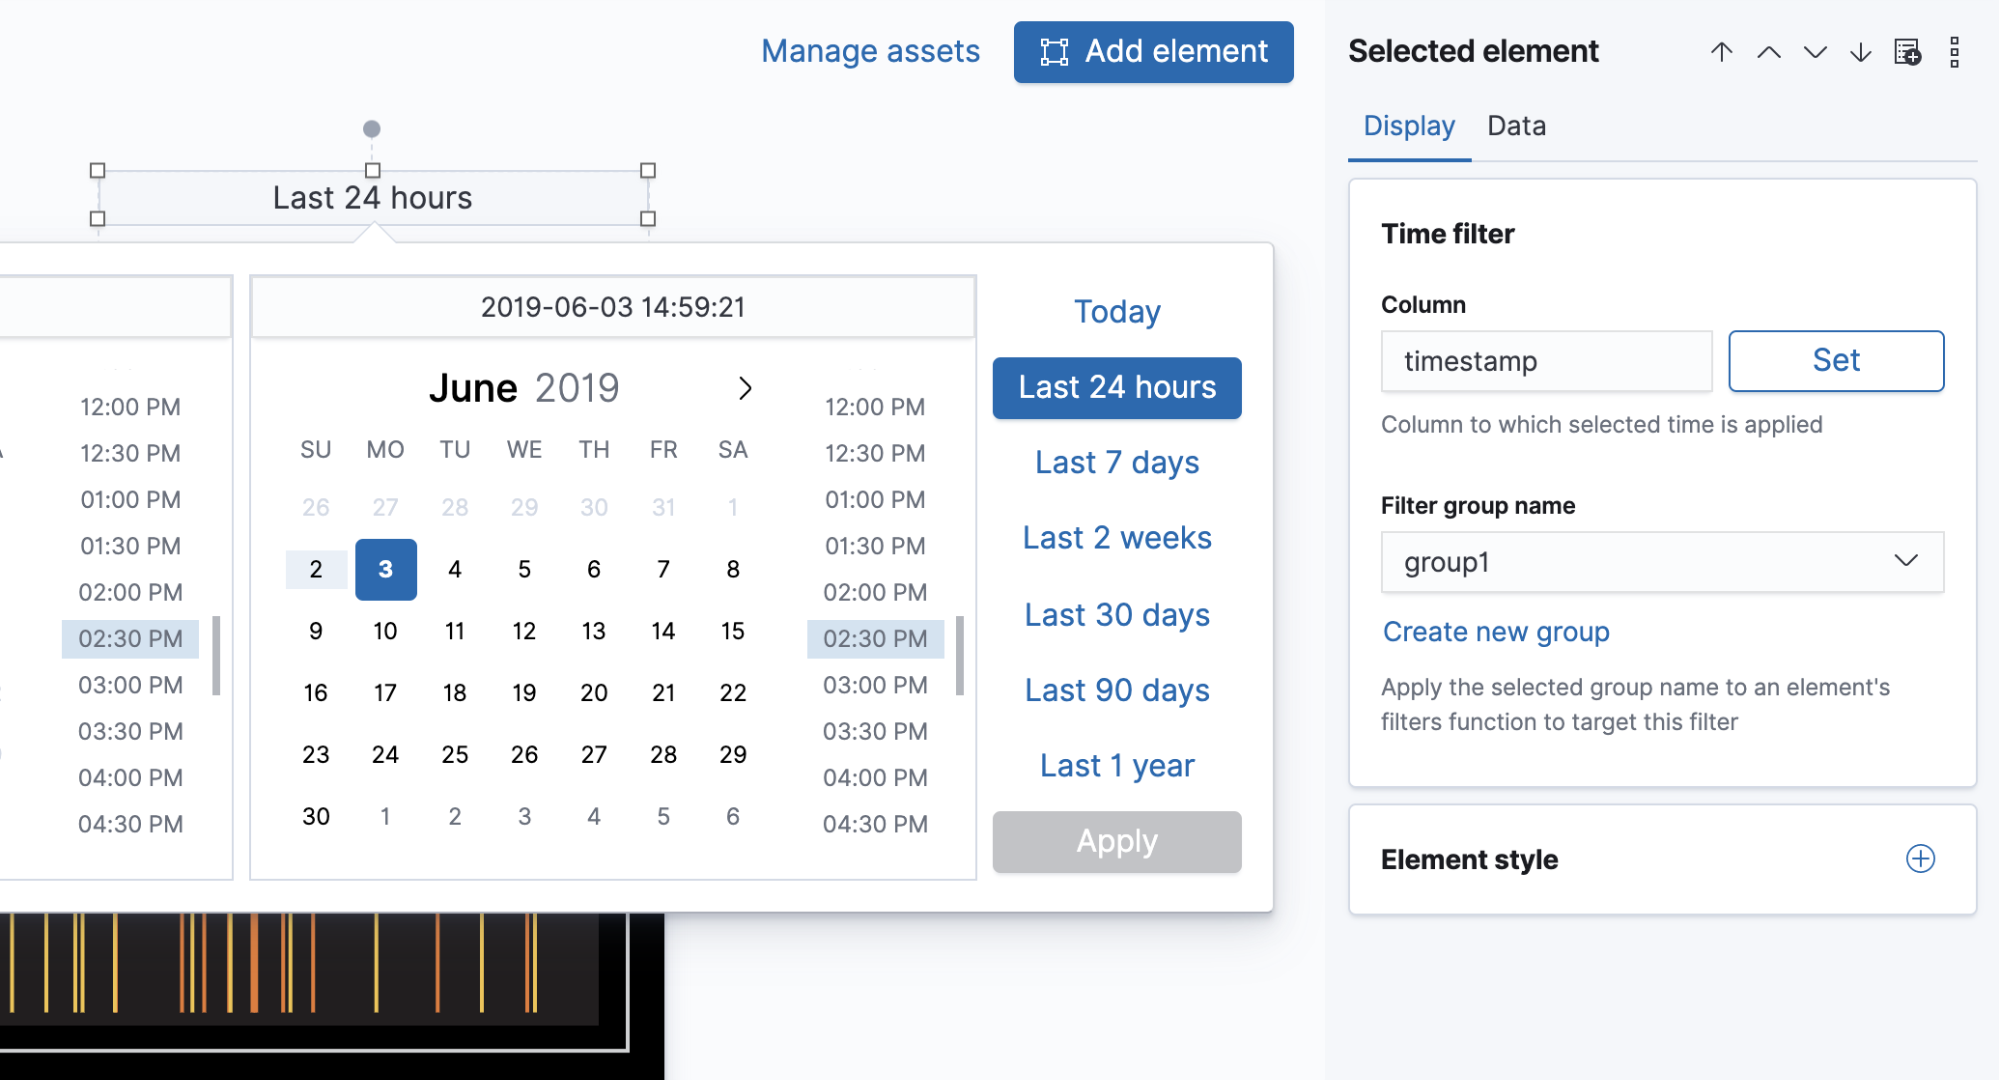 Manage assets
Add element
Selected element
Display
Data
Last 24 hours
Time filter
Column
timestamp
Set
Column to which selected time is applied
Filter group name
group1
Create new group
Apply the selected group name to an element's
filters function to target this filter
Element style
12:00 PM
12:30 PM
01:00 PM
01:30 PM
02:00 PM
02:30 PM
03:00 PM
03:30 PM
04:00 PM
04:30 PM
2019-06-03 14:59:21
June 2019
SU MO TU WE TH FR SA
26 27 28 29 30 31 1
2 3 4 5 6 7 8
9 10 11 12 13 14 15
16 17 18 19 20 21 22
23 24 25 26 27 28 29
30 1 2 3 4 5 6
12:00 PM
12:30 PM
01:00 PM
01:30 PM
02:00 PM
02:30 PM
03:00 PM
03:30 PM
04:00 PM
04:30 PM
Today
Last 24 hours
Last 7 days
Last 2 weeks
Last 30 days
Last 90 days
Last 1 year
Apply